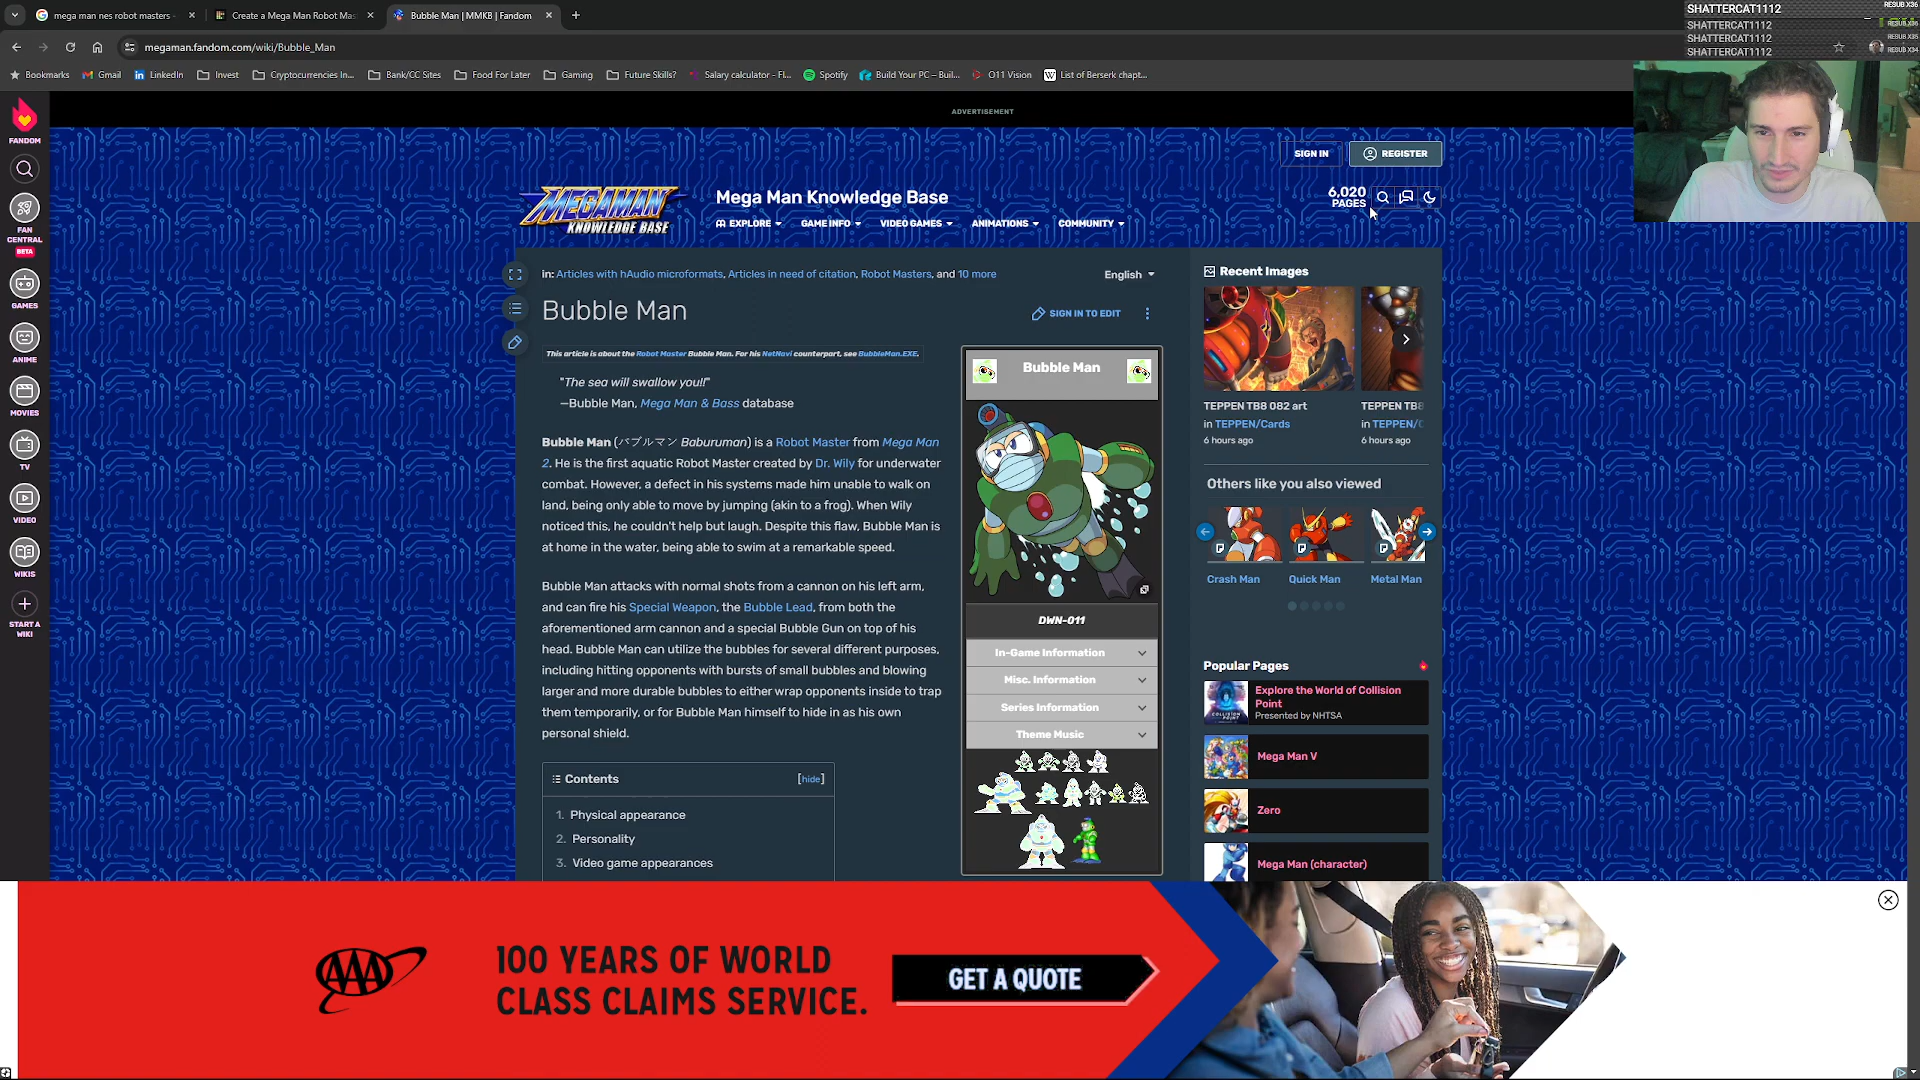 mega man nes robot masters -
Create a Mega Man Robot Mas
Bubble Man | MMKB | Fandom
SHATTERCAT1112
SHATTERCAT1112
SHATTERCAT1112
SHATTERCAT1112
RESUB X36
RESUB X35
RESUB X34
megaman.fandom.com/wiki/Bubble_Man
Bookmarks
Gmail
LinkedIn
Invest
Cryptocurrencies In...
Bank/CC Sites
Food For Later
Gaming
Future Skills?
Salary calculator - Fl...
Spotify
Build Your PC – Buil...
O11 Vision
List of Berserk chapt...
ADVERTISEMENT
FANDOM
FAN CENTRAL
BETA
GAMES
ANIME
MOVIES
TV
VIDEO
WIKIS
START A WIKI
SIGN IN
REGISTER
MEGAMAN
KNOWLEDGE BASE
Mega Man Knowledge Base
6,020
PAGES
EXPLORE
GAME INFO
VIDEO GAMES
ANIMATIONS
COMMUNITY
in: Articles with hAudio microformats, Articles in need of citation, Robot Masters, and 10 more
English
Bubble Man
SIGN IN TO EDIT
This article is about the Robot Master Bubble Man. For his NetNavi counterpart, see BubbleMan.EXE.
"The sea will swallow you!!"
—Bubble Man, Mega Man & Bass database
Bubble Man (バブルマン Baburuman) is a Robot Master from Mega Man
2. He is the first aquatic Robot Master created by Dr. Wily for underwater
combat. However, a defect in his systems made him unable to walk on
land, being only able to move by jumping (akin to a frog). When Wily
noticed this, he couldn't help but laugh. Despite this flaw, Bubble Man is
at home in the water, being able to swim at a remarkable speed.
Bubble Man attacks with normal shots from a cannon on his left arm,
and can fire his Special Weapon, the Bubble Lead, from both the
aforementioned arm cannon and a special Bubble Gun on top of his
head. Bubble Man can utilize the bubbles for several different purposes,
including hitting opponents with bursts of small bubbles and blowing
larger and more durable bubbles to either wrap opponents inside to trap
them temporarily, or for Bubble Man himself to hide in as his own
personal shield.
Contents
[hide]
1. Physical appearance
2. Personality
3. Video game appearances
Bubble Man
DWN-011
In-Game Information
Misc. Information
Series Information
Theme Music
Recent Images
TEPPEN TB8 082 art
in TEPPEN/Cards
6 hours ago
TEPPEN TB8
in TEPPEN/C
6 hours ago
Others like you also viewed
Crash Man
Quick Man
Metal Man
Popular Pages
Explore the World of Collision
Point
Presented by NHTSA
Mega Man V
Zero
Mega Man (character)
AAA
100 YEARS OF WORLD
CLASS CLAIMS SERVICE.
GET A QUOTE